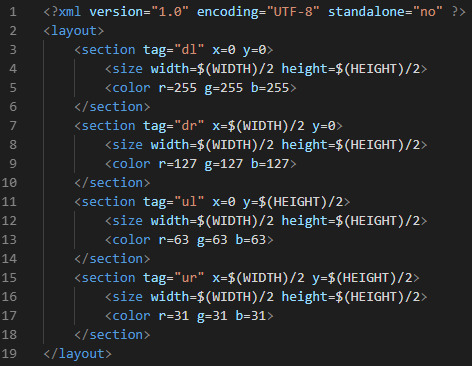 1 <?xml version="1.0" encoding="UTF-8" standalone="no" ?>
2 <layout>
3 <section tag="dl" x=0 y=0>
4 <size width=$(WIDTH)/2 height=$(HEIGHT)/2>
5 <color r=255 g=255 b=255>
6 </section>
7 <section tag="dr" x=$(WIDTH)/2 y=0>
8 <size width=$(WIDTH)/2 height=$(HEIGHT)/2>
9 <color r=127 g=127 b=127>
10 </section>
11 <section tag="ul" x=0 y=$(HEIGHT)/2>
12 <size width=$(WIDTH)/2 height=$(HEIGHT)/2>
13 <color r=63 g=63 b=63>
14 </section>
15 <section tag="ur" x=$(WIDTH)/2 y=$(HEIGHT)/2>
16 <size width=$(WIDTH)/2 height=$(HEIGHT)/2>
17 <color r=31 g=31 b=31>
18 </section>
19 </layout>